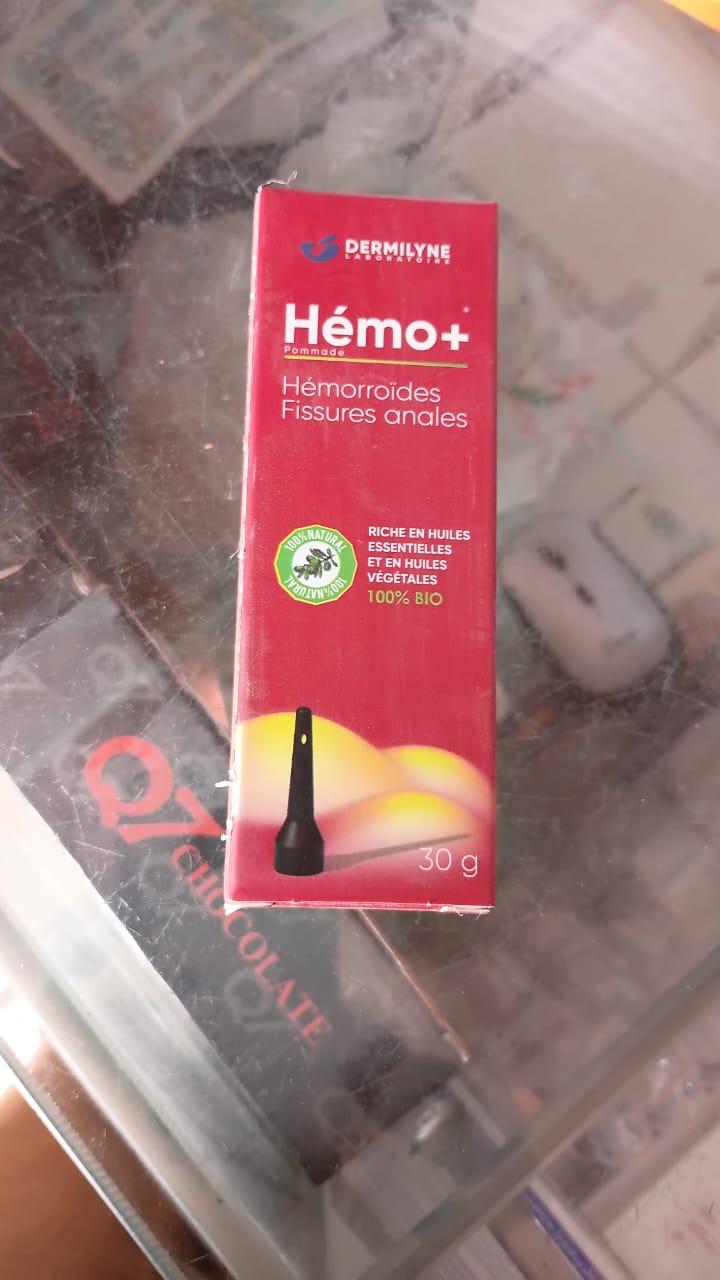 DERMILYNE
LABORATOIRE
Hémo+
Pommade
Hémorroïdes
Fissures anales
100% NATURAL
100% NATURAL
RICHE EN HUILES
ESSENTIELLES
ET EN HUILES
VÉGÉTALES
100% BIO
30 g
Q7
CHOCOLATE